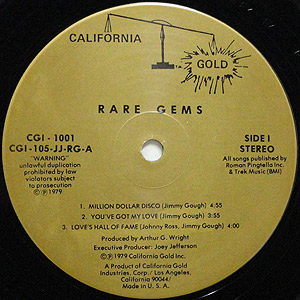 CALIFORNIA
GOLD
RARE GEMS
CGI - 1001
CGI-105-JJ-RG-A
"WARNING"
unlawful duplication
prohibited by law
violators subject to
prosecution
Ⓟ1979
SIDE I
STEREO
All songs published by
Roman Pingtella Inc.
& Trek Music (BMI)
1. MILLION DOLLAR DISCO (Jimmy Gough) 4:55
2. YOU'VE GOT MY LOVE (Jimmy Gough) 3:55
3. LOVE'S HALL OF FAME (Johnny Ross, Jimmy Gough) 4:00
Produced by Arthur G. Wright
Executive Producer: Joey Jefferson
©Ⓟ1979 California Gold Inc.
A Product of California Gold
Industries, Corp./ Los Angeles,
California 90044/
Made in U.S.A.